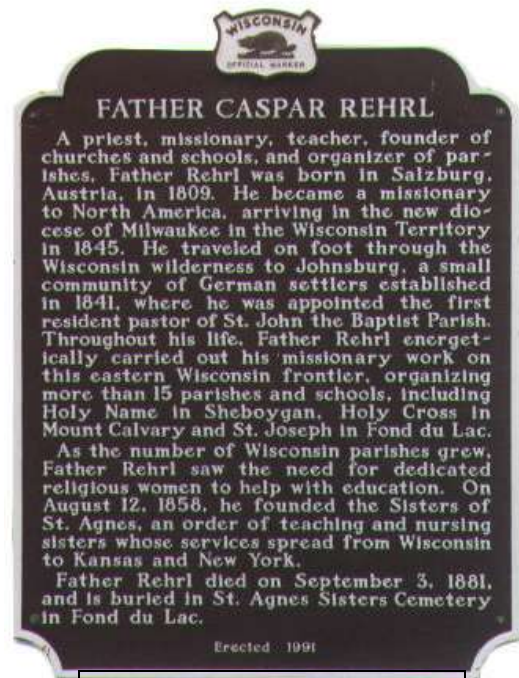 WISCONSIN
OFFICIAL MARKER
FATHER CASPAR REHRL
A priest, missionary, teacher, founder of
churches and schools, and organizer of par-
ishes, Father Rehrl was born in Salzburg,
Austria, in 1809. He became a missionary
to North America, arriving in the new dio-
cese of Milwaukee in the Wisconsin Territory
in 1845. He traveled on foot through the
Wisconsin wilderness to Johnsburg, a small
community of German settlers established
in 1841, where he was appointed the first
resident pastor of St. John the Baptist Parish.
Throughout his life, Father Rehrl energet-
ically carried out his missionary work on
this eastern Wisconsin frontier, organizing
more than 15 parishes and schools, including
Holy Name in Sheboygan, Holy Cross in
Mount Calvary and St. Joseph in Fond du Lac.
As the number of Wisconsin parishes grew,
Father Rehrl saw the need for dedicated
religious women to help with education. On
August 12, 1858, he founded the Sisters of
St. Agnes, an order of teaching and nursing
sisters whose services spread from Wisconsin
to Kansas and New York.
Father Rehrl died on September 3, 1881,
and is buried in St. Agnes Sisters Cemetery
in Fond du Lac.
Erected 1991